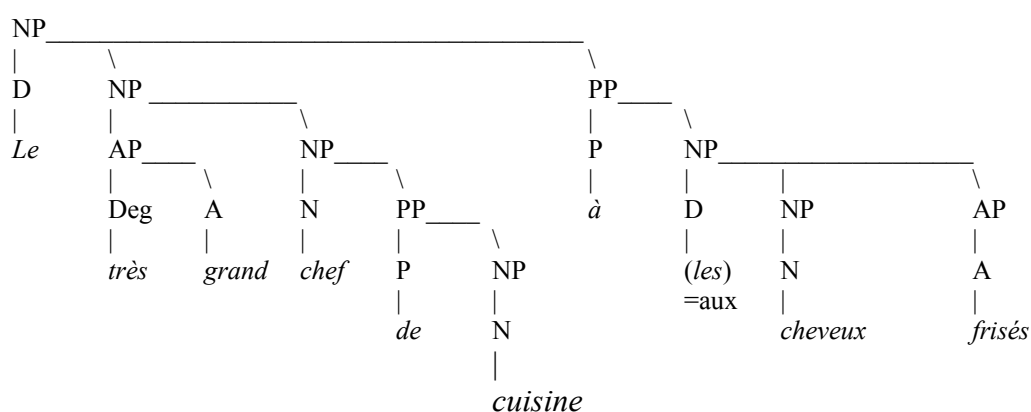 NP
D NP PP
Le AP NP P NP
Deg A N PP à D NP AP
très grand chef P NP (les) N A
=aux
de N cheveux frisés
cuisine